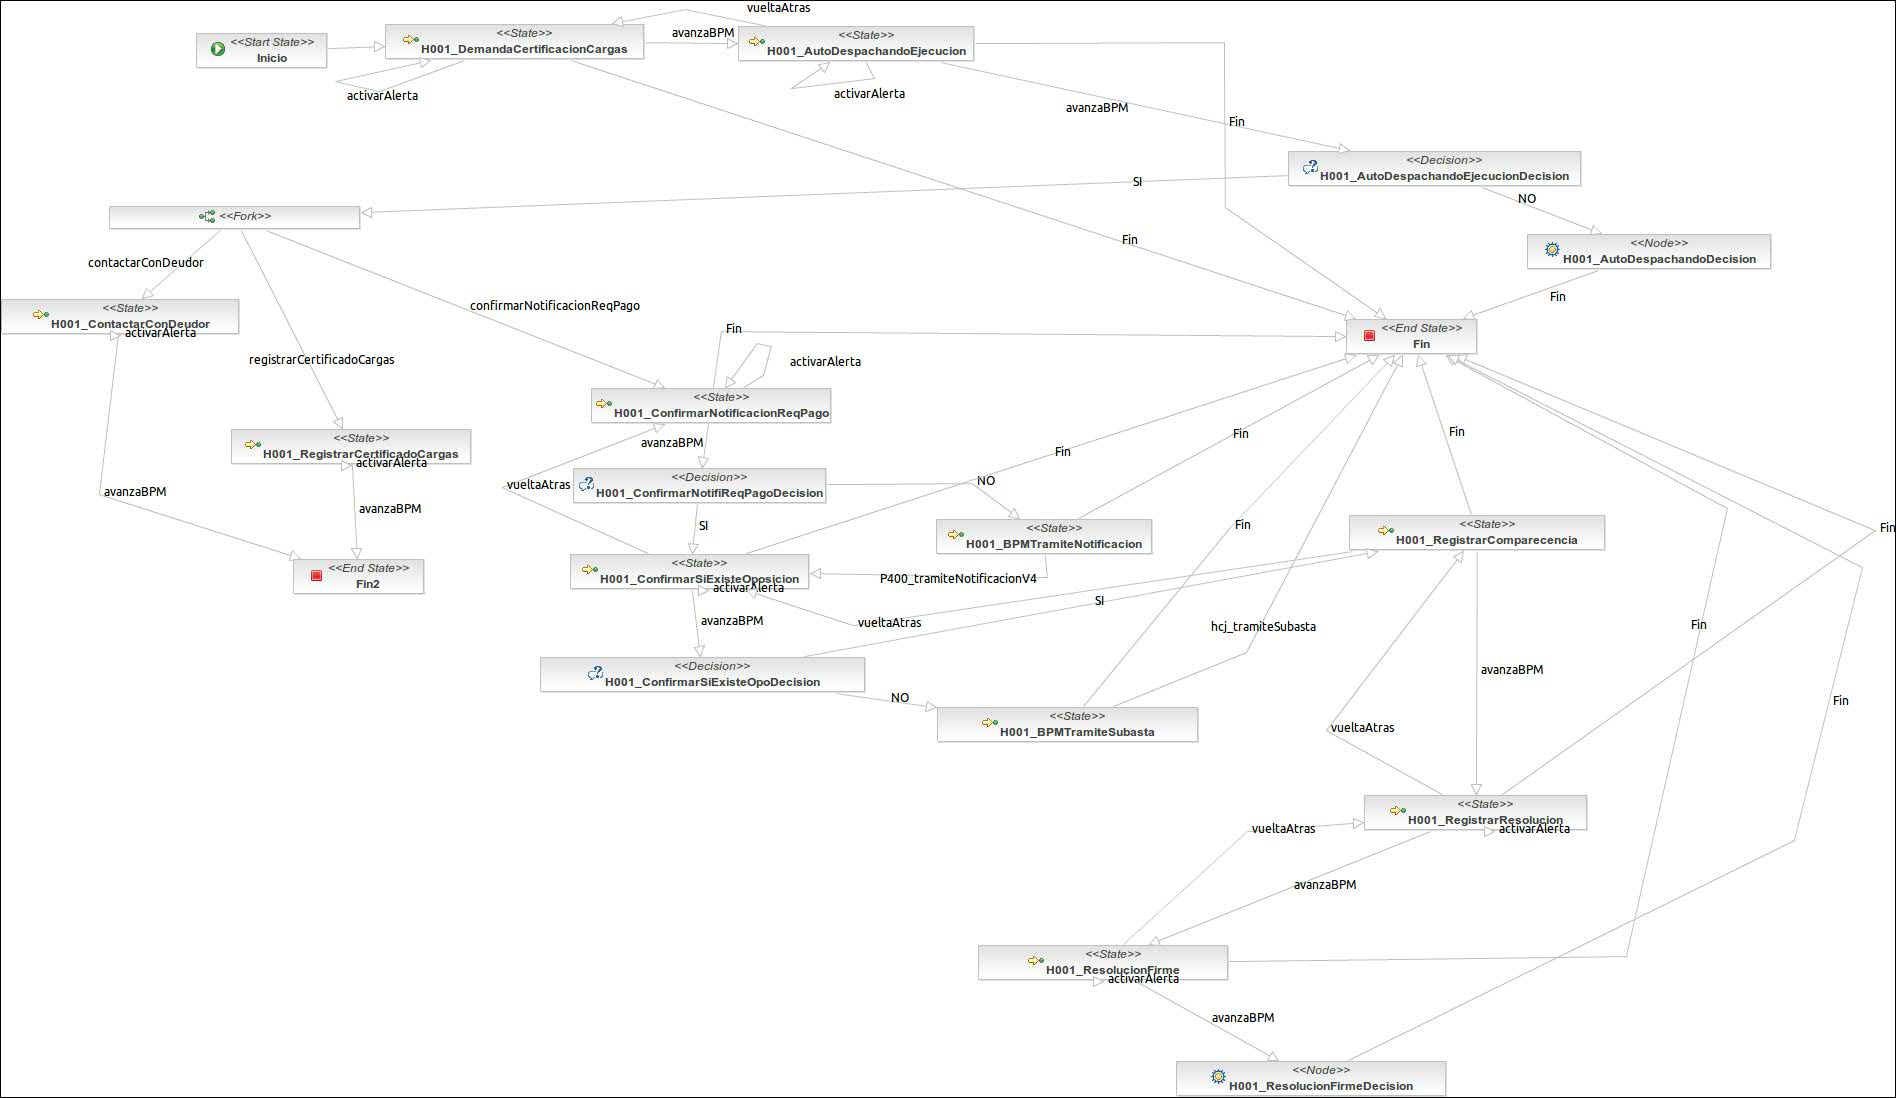 vueltaAtras
<<Start State>>
Inicio
<<State>>
H001_DemandaCertificacionCargas
avanzaBPM
<<State>>
H001_AutoDespachandoEjecucion
activarAlerta
activarAlerta
avanzaBPM
Fin
<<Decision>>
H001_AutoDespachandoEjecucionDecision
SI
NO
<<Fork>>
Fin
<<Node>>
H001_AutoDespachandoDecision
contactarConDeudor
Fin
<<State>>
H001_ContactarConDeudor
activarAlerta
confirmarNotificacionReqPago
Fin
<<End State>>
Fin
registrarCertificadoCargas
activarAlerta
<<State>>
H001_ConfirmarNotificacionReqPago
<<State>>
H001_RegistrarCertificadoCargas
activarAlerta
avanzaBPM
Fin
Fin
Fin
<<Decision>>
H001_ConfirmarNotifiReqPagoDecision
vueltaAtras
NO
avanzaBPM
avanzaBPM
SI
<<State>>
H001_BPMTramiteNotificacion
Fin
<<State>>
H001_RegistrarComparecencia
Fin
<<End State>>
Fin2
<<State>>
H001_ConfirmarSiExisteOposicion
activarAlerta
P400_tramiteNotificacionV4
SI
avanzaBPM
vueltaAtras
hcj_tramiteSubasta
Fin
<<Decision>>
H001_ConfirmarSiExisteOpoDecision
avanzaBPM
NO
Fin
<<State>>
H001_BPMTramiteSubasta
vueltaAtras
<<State>>
H001_RegistrarResolucion
activarAlerta
vueltaAtras
avanzaBPM
<<State>>
H001_ResolucionFirme
activarAlerta
avanzaBPM
<<Node>>
H001_ResolucionFirmeDecision